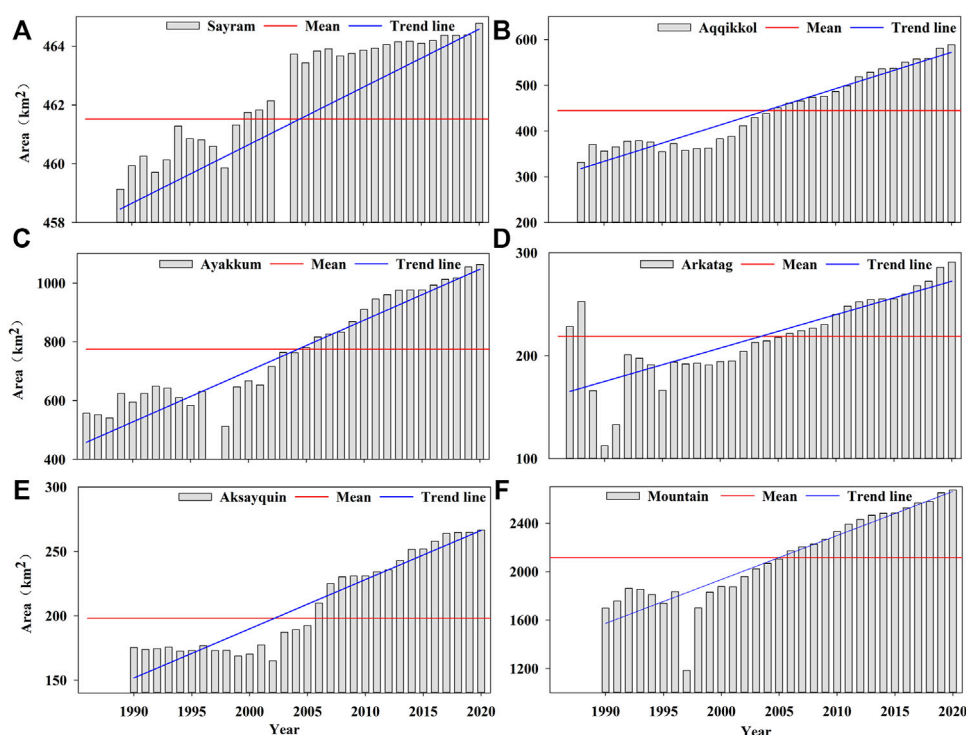 A
Sayram Mean Trend line
464
462
460
458
Area（km2）
B
Aqqikkol Mean Trend line
600
500
400
300
200
C
Ayakkum Mean Trend line
1000
800
600
400
Area（km2）
D
Arkatag Mean Trend line
300
200
100
E
Aksayquin Mean Trend line
300
250
200
150
Area（km2）
1990 1995 2000 2005 2010 2015 2020
Year
F
Mountain Mean Trend line
2400
2000
1600
1200
1990 1995 2000 2005 2010 2015 2020
Year